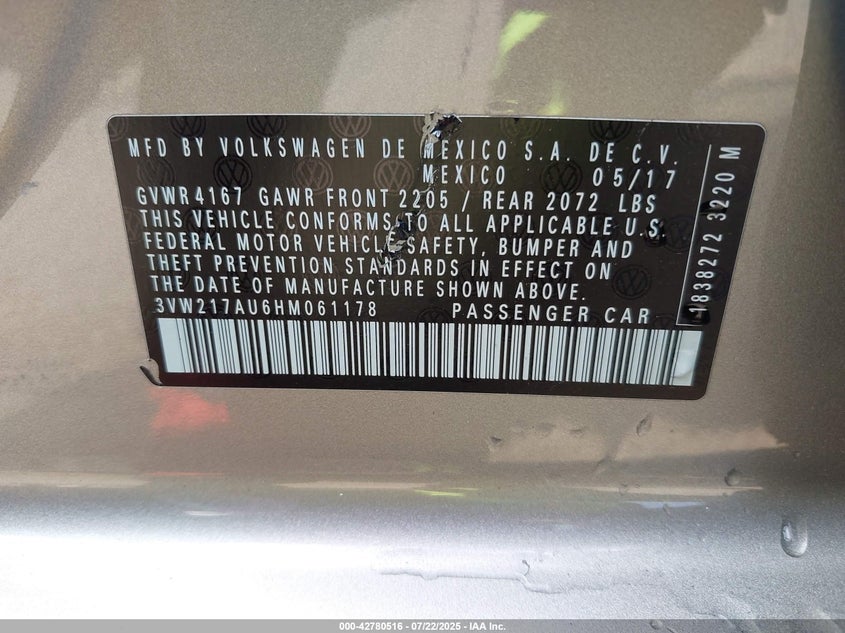 MFD BY VOLKSWAGEN DE MEXICO S.A. DE C.V.
MEXICO 05/17
GVWR 4167 GAWR FRONT 2205 / REAR 2072 LBS
THIS VEHICLE CONFORMS TO ALL APPLICABLE U.S.
FEDERAL MOTOR VEHICLE SAFETY, BUMPER AND
THEFT PREVENTION STANDARDS IN EFFECT ON
THE DATE OF MANUFACTURE SHOWN ABOVE.
3VW217AU6HM061178 PASSENGER CAR
1838272 3220 M
000-42780516 - 07/22/2025 - IAA Inc.